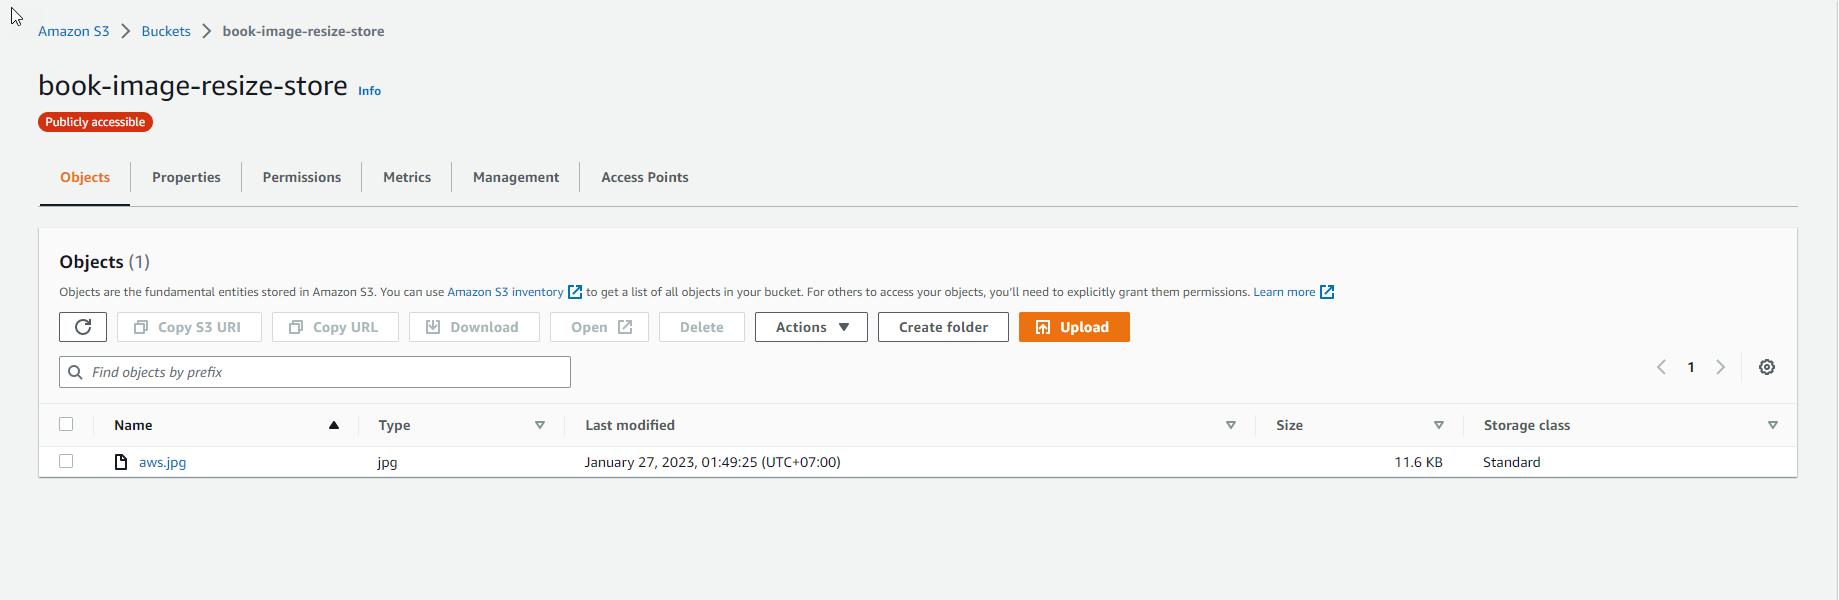 Amazon S3 > Buckets > book-image-resize-store
book-image-resize-store Info
Publicly accessible
Objects Properties Permissions Metrics Management Access Points
Objects (1)
Objects are the fundamental entities stored in Amazon S3. You can use Amazon S3 inventory to get a list of all objects in your bucket. For others to access your objects, you'll need to explicitly grant them permissions. Learn more
Copy S3 URI Copy URL Download Open Delete Actions Create folder Upload
Find objects by prefix 1
Name Type Last modified Size Storage class
aws.jpg jpg January 27, 2023, 01:49:25 (UTC+07:00) 11.6 KB Standard